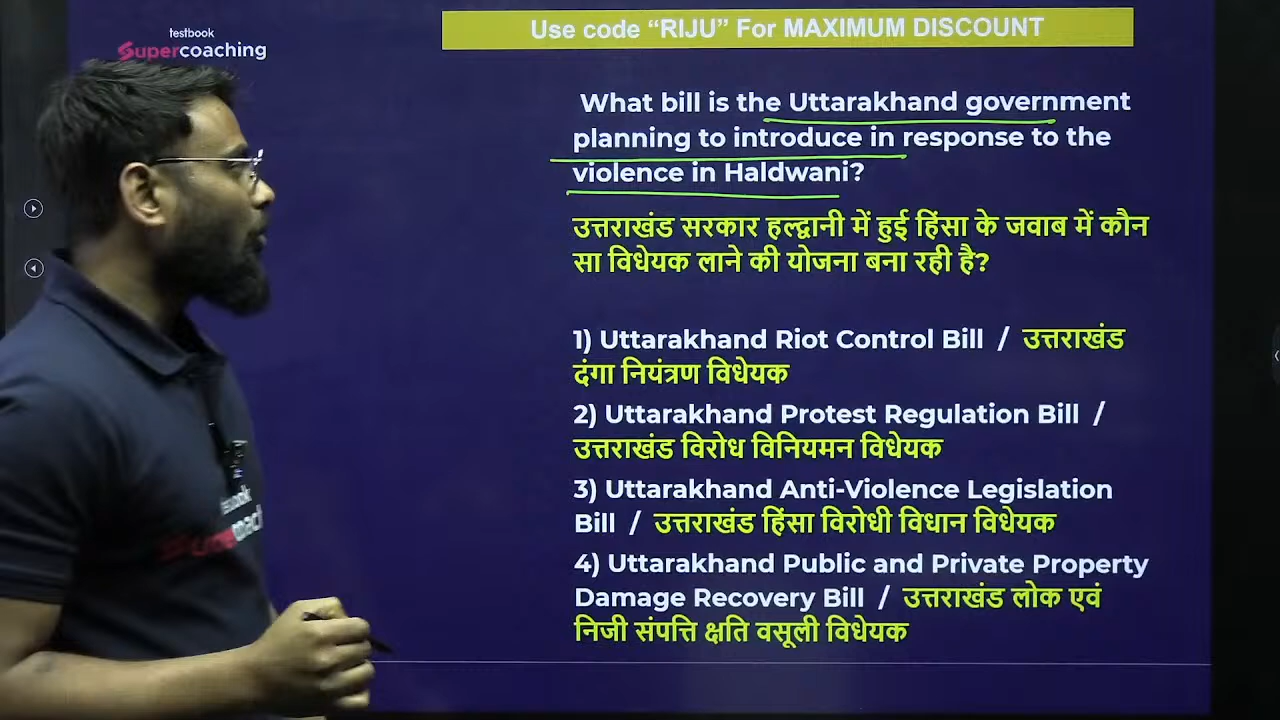 testbook
Supercoaching
Use code “RIJU” For MAXIMUM DISCOUNT
What bill is the Uttarakhand government
planning to introduce in response to the
violence in Haldwani?
उत्तराखंड सरकार हल्द्वानी में हुई हिंसा के जवाब में कौन
सा विधेयक लाने की योजना बना रही है?
1) Uttarakhand Riot Control Bill / उत्तराखंड
दंगा नियंत्रण विधेयक
2) Uttarakhand Protest Regulation Bill /
उत्तराखंड विरोध विनियमन विधेयक
3) Uttarakhand Anti-Violence Legislation
Bill / उत्तराखंड हिंसा विरोधी विधान विधेयक
4) Uttarakhand Public and Private Property
Damage Recovery Bill / उत्तराखंड लोक एवं
निजी संपत्ति क्षति वसूली विधेयक